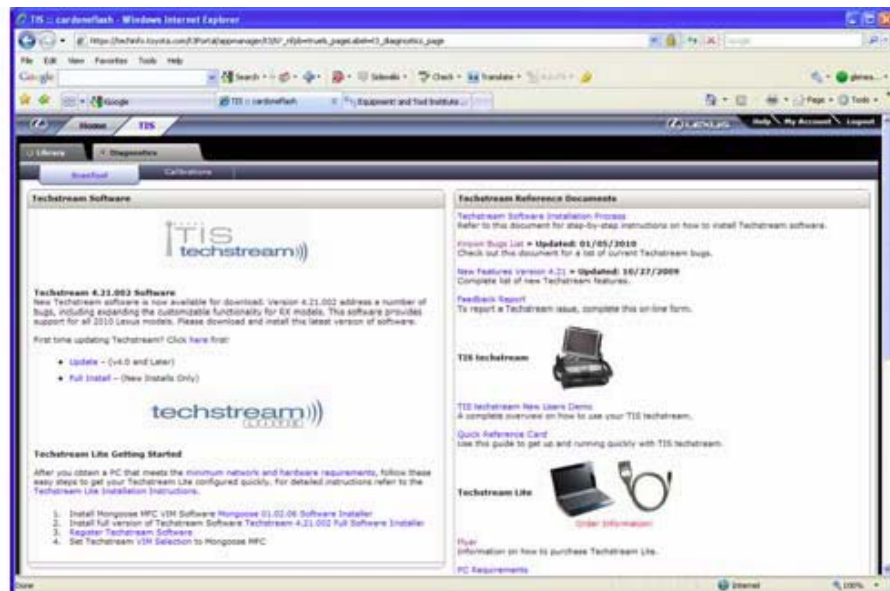 TIS :: cardoneflash - Windows Internet Explorer
File Edit View Favorites Tools Help
Google
Search
Check
Translate
Google
TIS :: cardoneflash
Equipment and Tool Institute ...
Page
Tools
Home
TIS
LEXUS
Help
My Account
Logout
Library
Diagnostics
ScanTool
Calibrations
Techstream Software
TIS
techstream
Techstream 4.21.002 Software
New Techstream software is now available for download. Version 4.21.002 address a number of
bugs, including expanding the customizable functionality for RX models. This software provides
support for all 2010 Lexus models. Please download and install this latest version of software.
First time updating Techstream? Click here first:
Update - (v4.0 and Later)
Full Install - (New Installs Only)
techstream
Techstream Lite Getting Started
After you obtain a PC that meets the minimum network and hardware requirements, follow these
easy steps to get your Techstream Lite configured quickly. For detailed instructions refer to the
Techstream Lite Installation Instructions.
1. Install Mongoose MFC VIM Software Mongoose 01.02.06 Software Installer
2. Install full version of Techstream Software Techstream 4.21.002 Full Software Installer
3. Register Techstream Software
4. Set Techstream VIM Selection to Mongoose MFC
Techstream Reference Documents
Techstream Software Installation Process
Refer to this document for step-by-step instructions on how to install Techstream software.
Known Bugs List • Updated: 01/05/2010
Check out this document for a list of current Techstream bugs.
New Features Version 4.21 • Updated: 10/27/2009
Complete list of new Techstream features.
Feedback Report
To report a Techstream issue, complete this on-line form.
TIS techstream
TIS techstream New Users Demo
A complete overview on how to use your TIS techstream.
Quick Reference Card
Use this guide to get up and running quickly with TIS techstream.
Techstream Lite
Order Information
Flyer
Information on how to purchase Techstream Lite.
PC Requirements
Done
Internet
100%